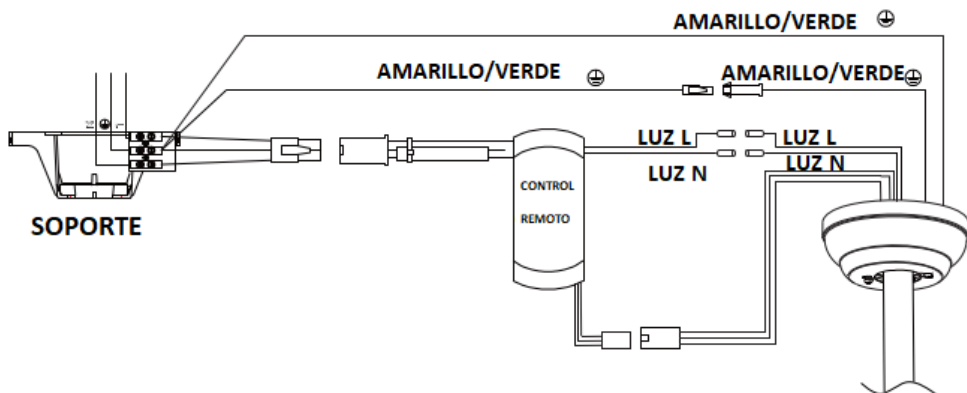 AMARILLO/VERDE
AMARILLO/VERDE
AMARILLO/VERDE
LUZ L
LUZ L
LUZ N
LUZ N
CONTROL
REMOTO
SOPORTE